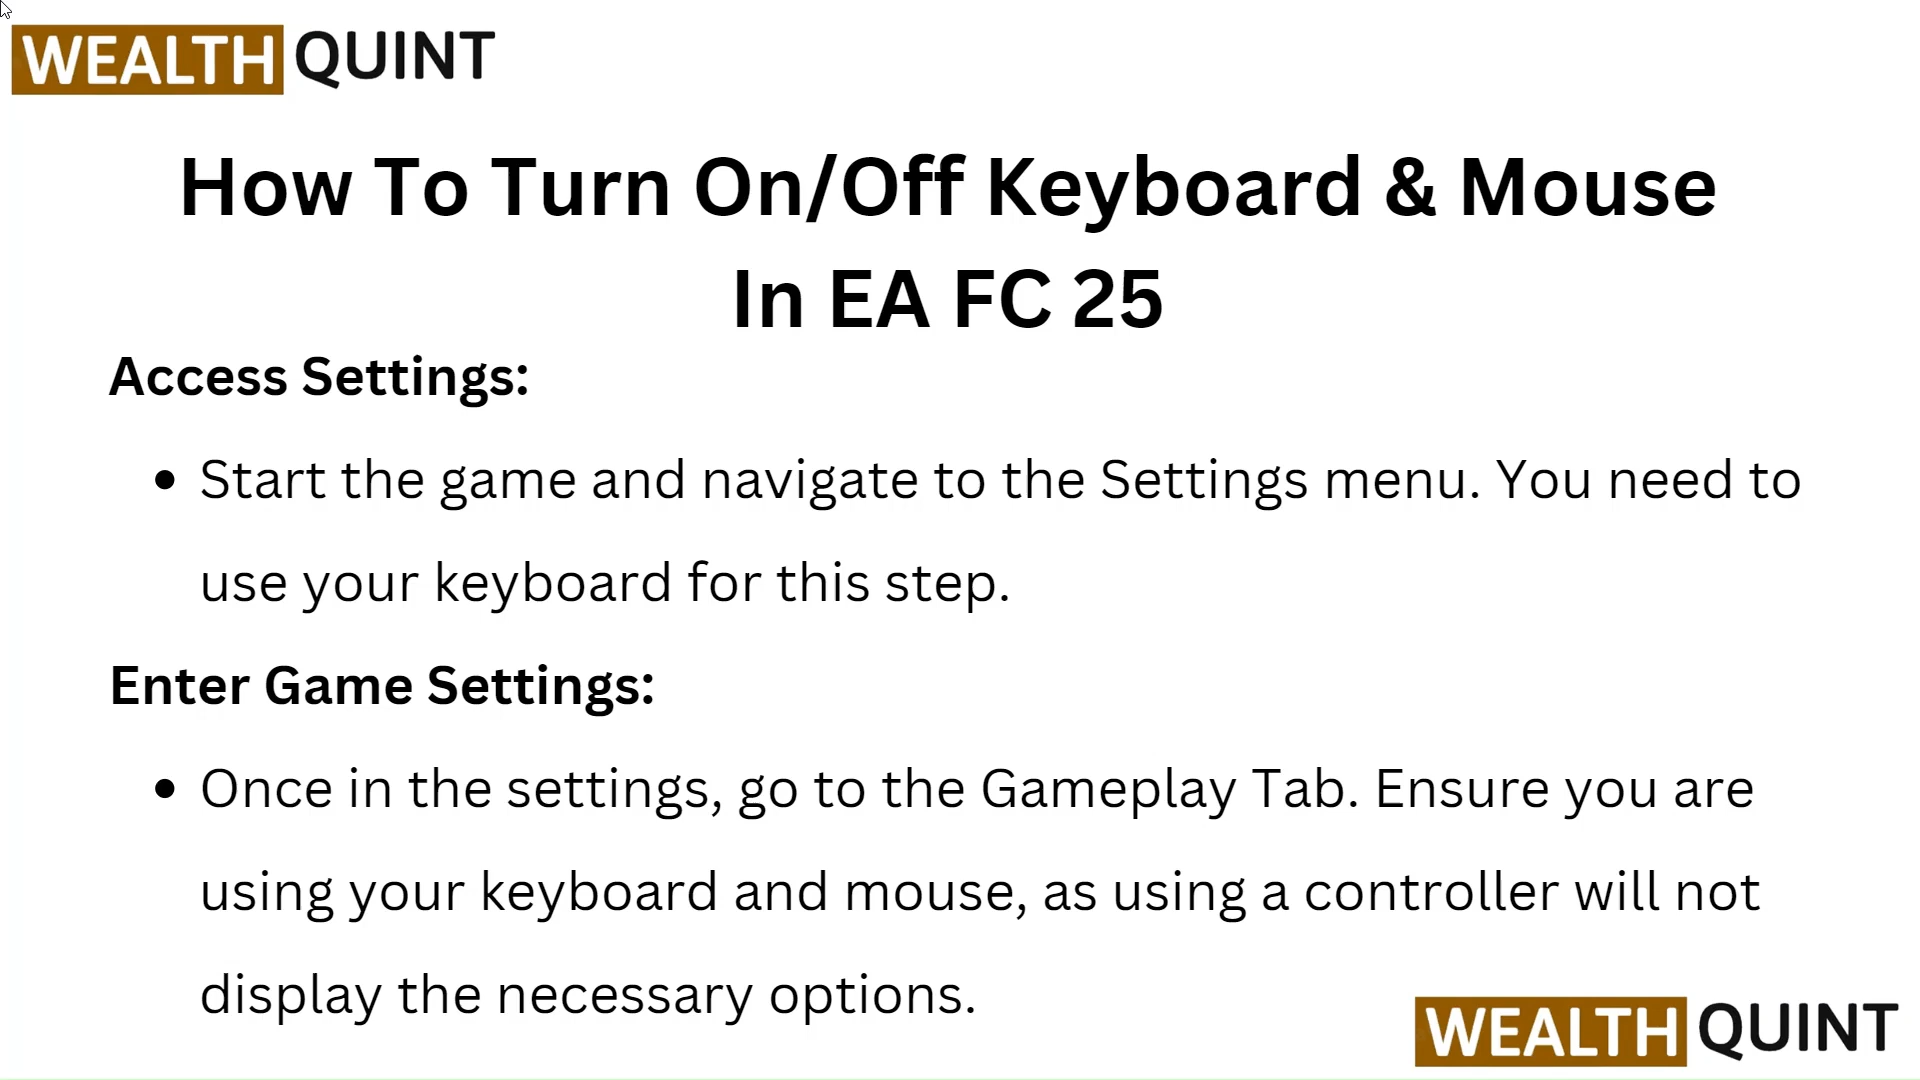 WEALTH QUINT
How To Turn On/Off Keyboard & Mouse
In EA FC 25
Access Settings:
• Start the game and navigate to the Settings menu. You need to
use your keyboard for this step.
Enter Game Settings:
• Once in the settings, go to the Gameplay Tab. Ensure you are
using your keyboard and mouse, as using a controller will not
display the necessary options.
WEALTH QUINT